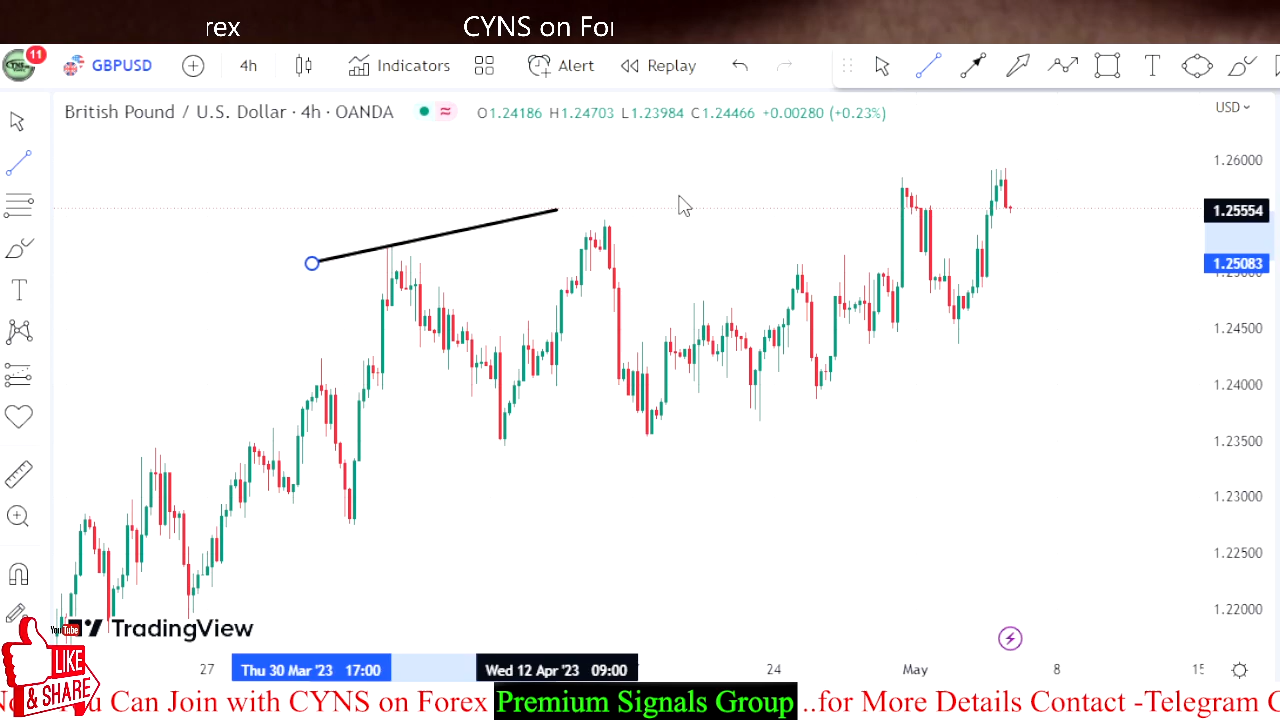 rex CYNS on For
11 GBPUSD 4h Indicators Alert Replay
British Pound / U.S. Dollar · 4h · OANDA O1.24186 H1.24703 L1.23984 C1.24466 +0.00280 (+0.23%) USD
1.26000
1.25554
1.25083
1.24500
1.24000
1.23500
1.23000
1.22500
1.22000
YouTube
TradingView
LIKE
& SHARE
27 Thu 30 Mar '23 17:00 Wed 12 Apr '23 09:00 24 May 8 15
You Can Join with CYNS on Forex Premium Signals Group ..for More Details Contact -Telegram